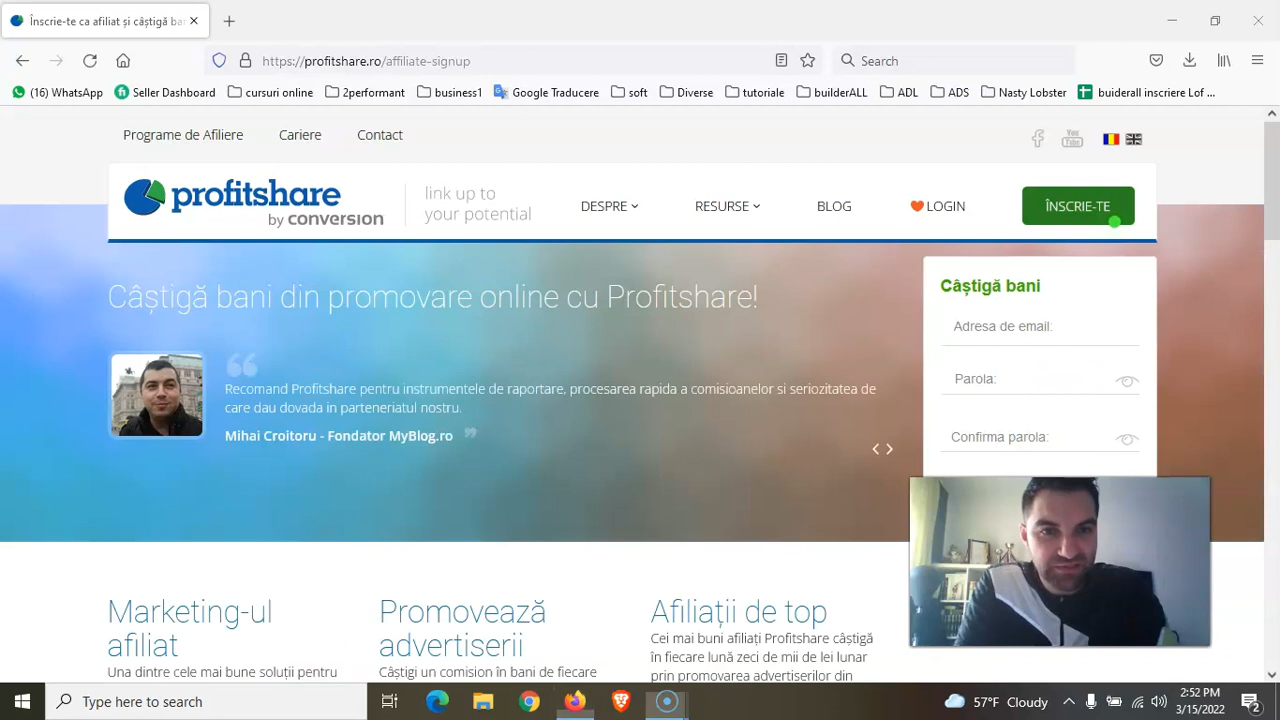 Înscrie-te ca afiliat și câștigă bani
https://profitshare.ro/affiliate-signup
Search
(16) WhatsApp
Seller Dashboard
cursuri online
2performant
business1
Google Traducere
soft
Diverse
tutoriale
builderALL
ADL
ADS
Nasty Lobster
buiderall inscriere Lof ...
Programe de Afiliere
Cariere
Contact
You Tube
profitshare
by conversion
link up to
your potential
DESPRE
RESURSE
BLOG
LOGIN
ÎNSCRIE-TE
Câștigă bani din promovare online cu Profitshare!
Recomand Profitshare pentru instrumentele de raportare, procesarea rapida a comisioanelor si seriozitatea de
care dau dovada in parteneriatul nostru.
Mihai Croitoru - Fondator MyBlog.ro
Câștigă bani
Adresa de email:
Parola:
Confirma parola:
Marketing-ul
afiliat
Una dintre cele mai bune soluții pentru
Promovează
advertiserii
Câștigi un comision în bani de fiecare
Afiliații de top
Cei mai buni afiliați Profitshare câștigă
în fiecare lună zeci de mii de lei lunar
prin promovarea advertiserilor din
Type here to search
57°F Cloudy
2:52 PM
3/15/2022
2